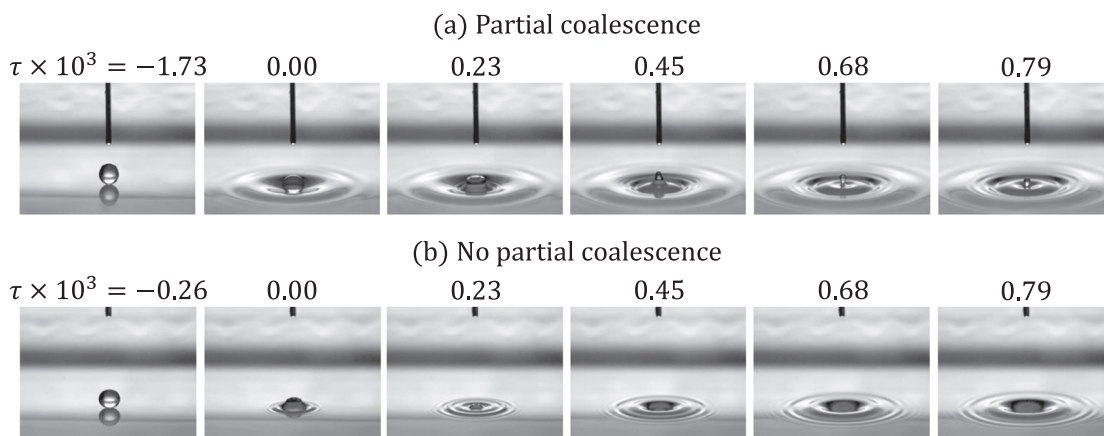 (a) Partial coalescence
τ × 10³ = −1.73 0.00 0.23 0.45 0.68 0.79
(b) No partial coalescence
τ × 10³ = −0.26 0.00 0.23 0.45 0.68 0.79